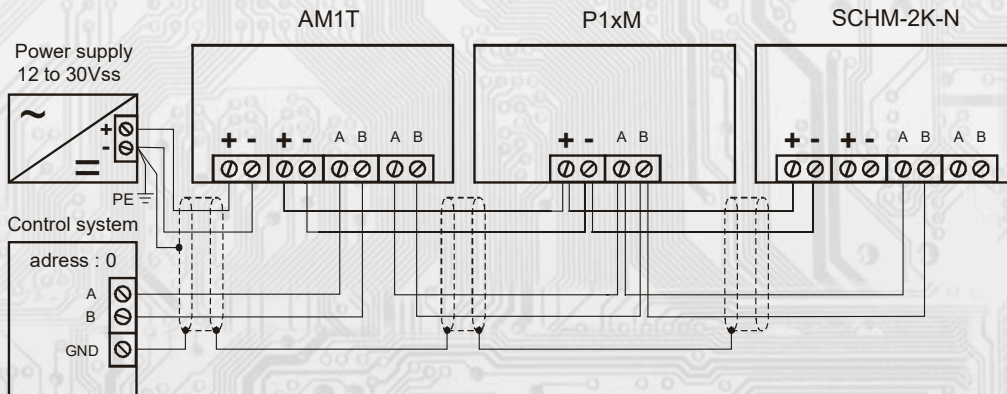 AM1T P1xM SCHM-2K-N
Power supply
12 to 30Vss
~
=
+
-
PE
+ - + - A B A B
+ - A B
+ - + - A B A B
Control system
adress : 0
A
B
GND